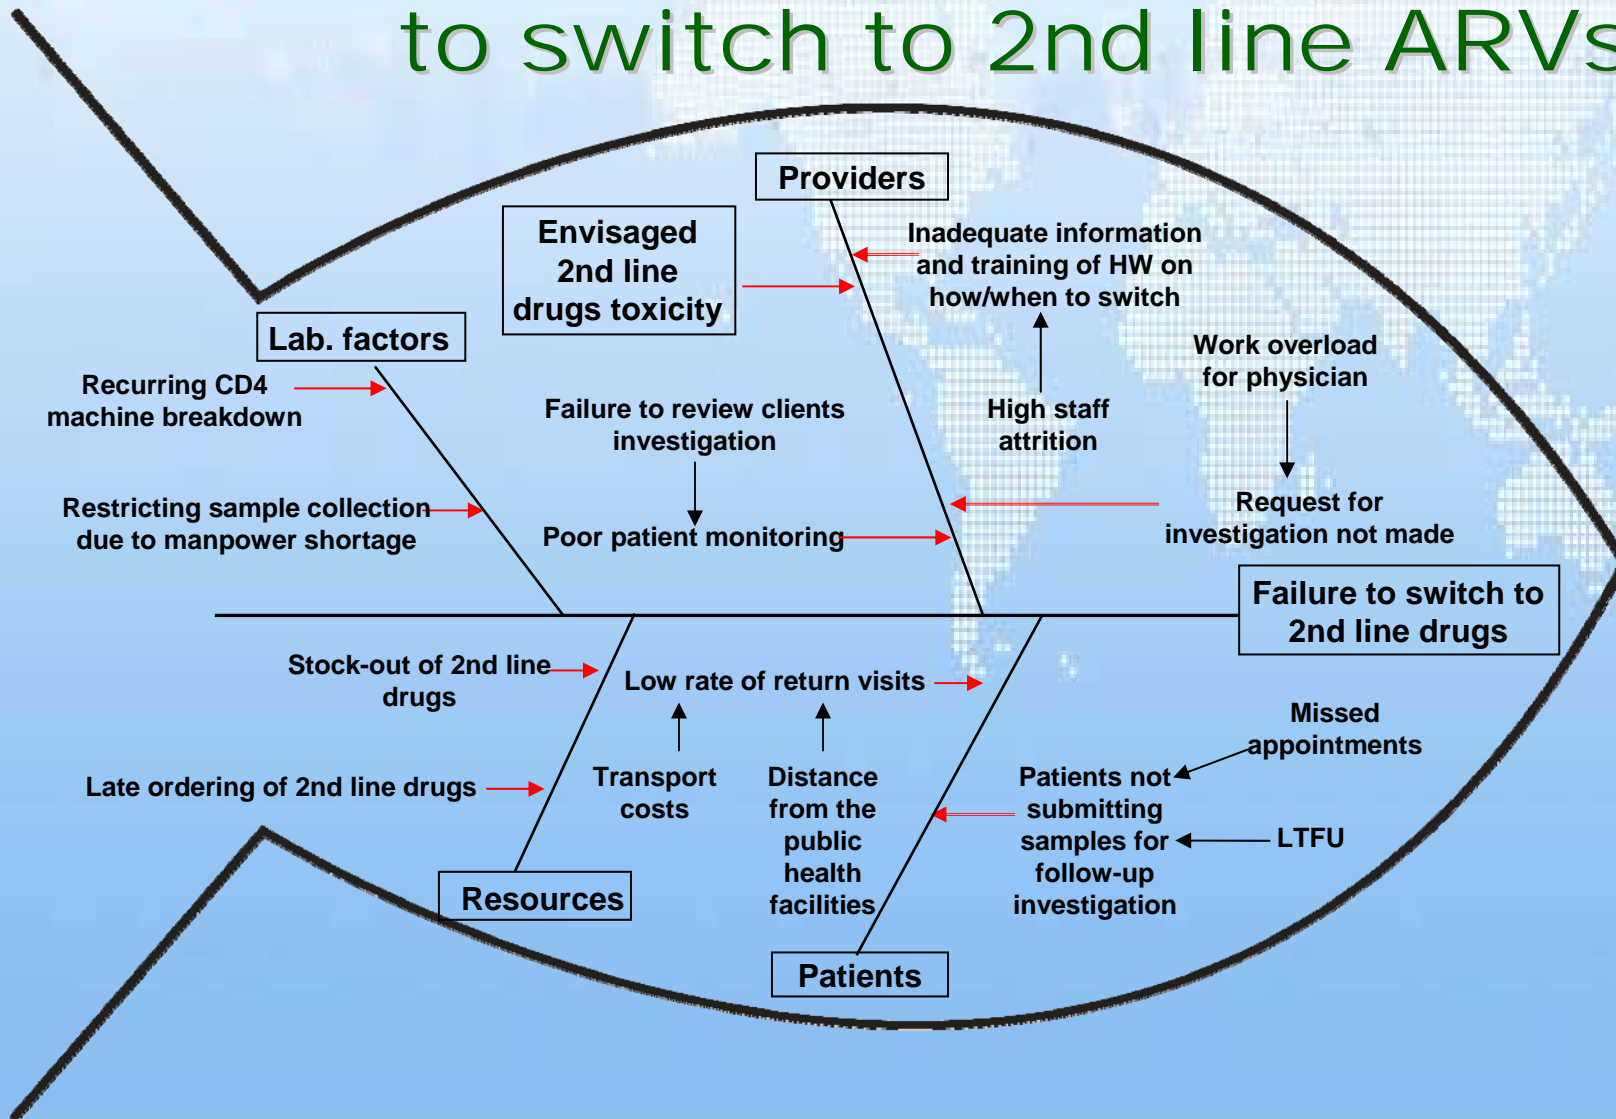 to switch to 2nd line ARVs
Providers
Envisaged
2nd line
drugs toxicity
Inadequate information
and training of HW on
how/when to switch
Lab. factors
Recurring CD4
machine breakdown
Failure to review clients
investigation
High staff
attrition
Work overload
for physician
Restricting sample collection
due to manpower shortage
Poor patient monitoring
Request for
investigation not made
Failure to switch to
2nd line drugs
Stock-out of 2nd line
drugs
Low rate of return visits
Missed
appointments
Late ordering of 2nd line drugs
Transport
costs
Distance
from the
public
health
facilities
Patients not
submitting
samples for
follow-up
investigation
LTFU
Resources
Patients